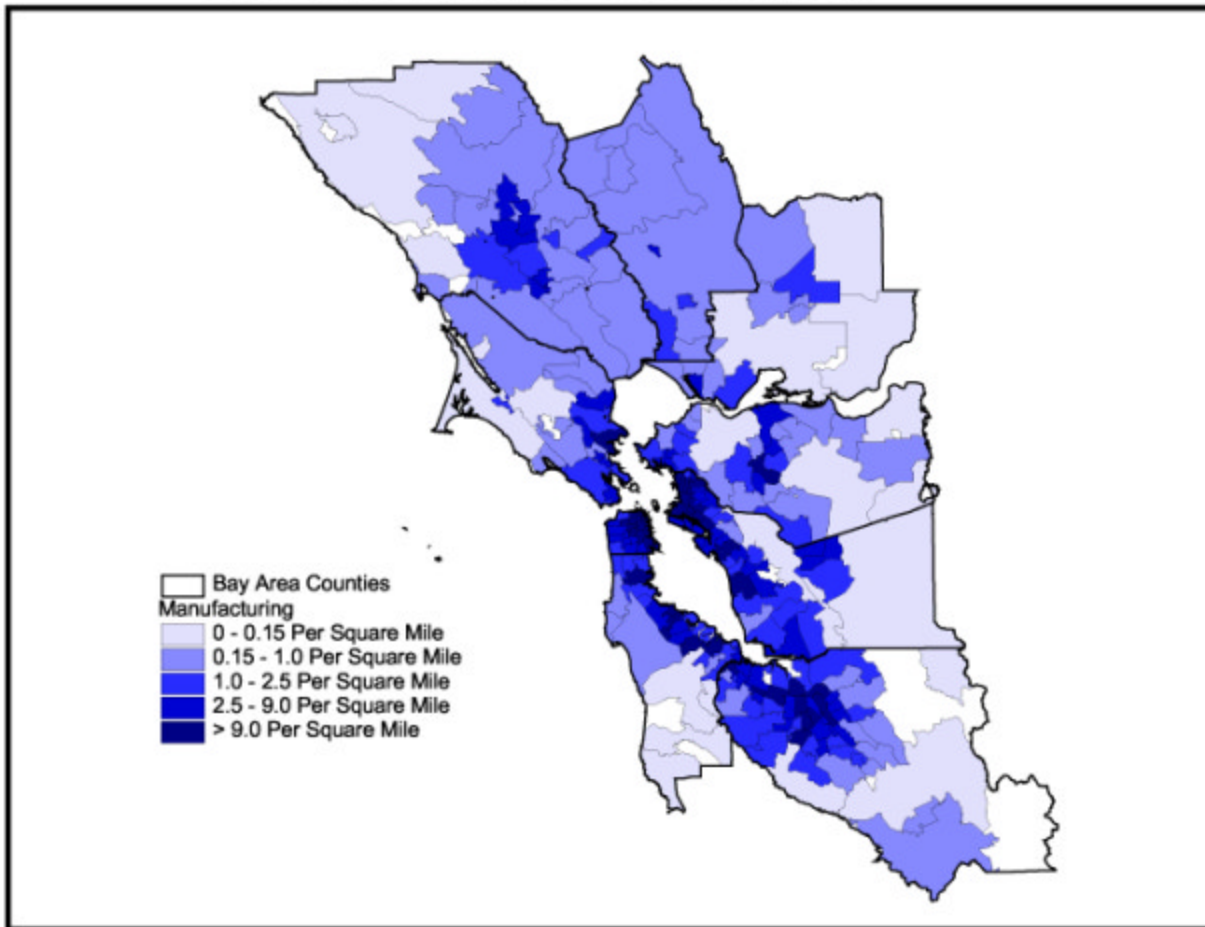 Bay Area Counties
Manufacturing
0 - 0.15 Per Square Mile
0.15 - 1.0 Per Square Mile
1.0 - 2.5 Per Square Mile
2.5 - 9.0 Per Square Mile
> 9.0 Per Square Mile